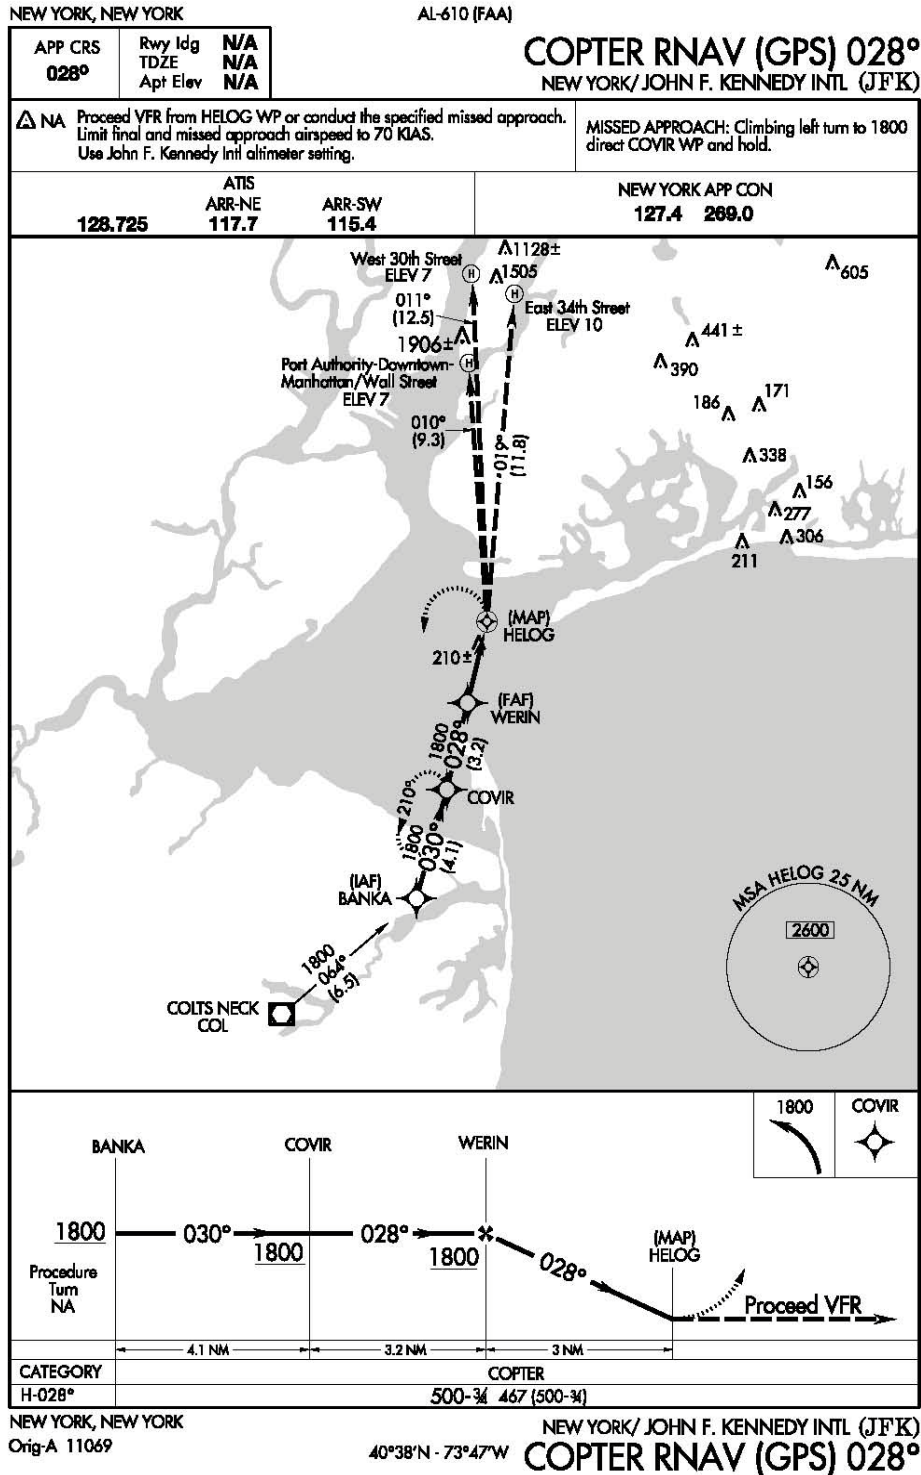 NEW YORK, NEW YORK
AL-610 (FAA)
APP CRS
028°
Rwy ldg N/A
TDZE N/A
Apt Elev N/A
COPTER RNAV (GPS) 028°
NEW YORK/ JOHN F. KENNEDY INTL (JFK)
NA
Proceed VFR from HELOG WP or conduct the specified missed approach.
Limit final and missed approach airspeed to 70 KIAS.
Use John F. Kennedy Intl altimeter setting.
MISSED APPROACH: Climbing left turn to 1800
direct COVIR WP and hold.
ATIS
ARR-NE ARR-SW
128.725 117.7 115.4
NEW YORK APP CON
127.4 269.0
West 30th Street
ELEV 7
H
1128±
1505
605
H
East 34th Street
ELEV 10
011°
(12.5)
1906±
441±
390
Port Authority-Downtown-
Manhattan/Wall Street
ELEV 7
H
186
171
010°
(9.3)
019°
(11.8)
338
156
277
306
211
(MAP)
HELOG
210±
(FAF)
WERIN
1800
028°
(3.2)
COVIR
210°
1800
030°
(4.1)
(IAF)
BANKA
1800
064°
(6.5)
COLTS NECK
COL
MSA HELOG 25 NM
2600
1800
COVIR
BANKA
COVIR
WERIN
1800
030°
1800
028°
1800
028°
(MAP)
HELOG
Procedure
Turn
NA
Proceed VFR
4.1 NM
3.2 NM
3 NM
CATEGORY
COPTER
H-028°
500-¾ 467 (500-¾)
NEW YORK, NEW YORK
Orig-A 11069
40°38'N - 73°47'W
NEW YORK/ JOHN F. KENNEDY INTL (JFK)
COPTER RNAV (GPS) 028°